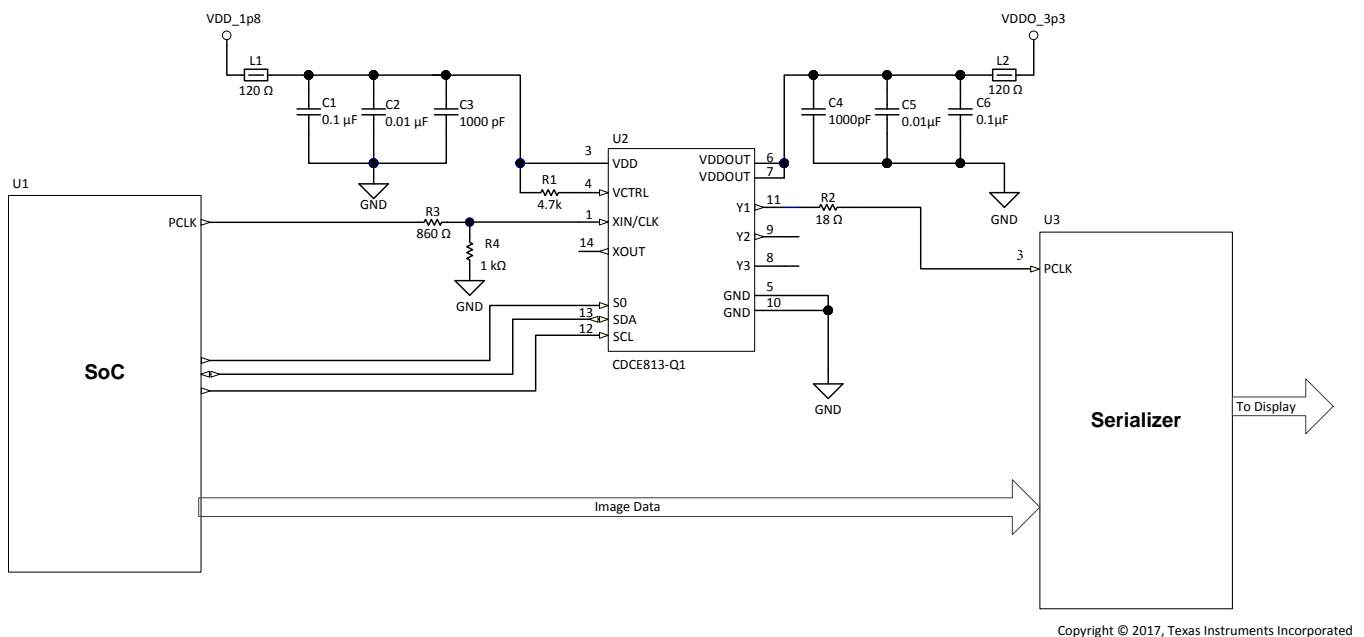 VDD_1p8
VDDO_3p3
L1
120 Ω
C1
0.1 µF
C2
0.01 µF
C3
1000 pF
GND
L2
120 Ω
C4
1000pF
C5
0.01µF
C6
0.1µF
GND
U2
3
VDD
4
VCTRL
1
XIN/CLK
14
XOUT
S0
13
SDA
12
SCL
VDDOUT
6
VDDOUT
7
Y1
11
Y2
9
Y3
8
GND
5
GND
10
CDCE813-Q1
GND
R1
4.7k
R3
860 Ω
R4
1 kΩ
GND
R2
18 Ω
U1
PCLK
SoC
U3
3
PCLK
Serializer
To Display
Image Data
Copyright © 2017, Texas Instruments Incorporated